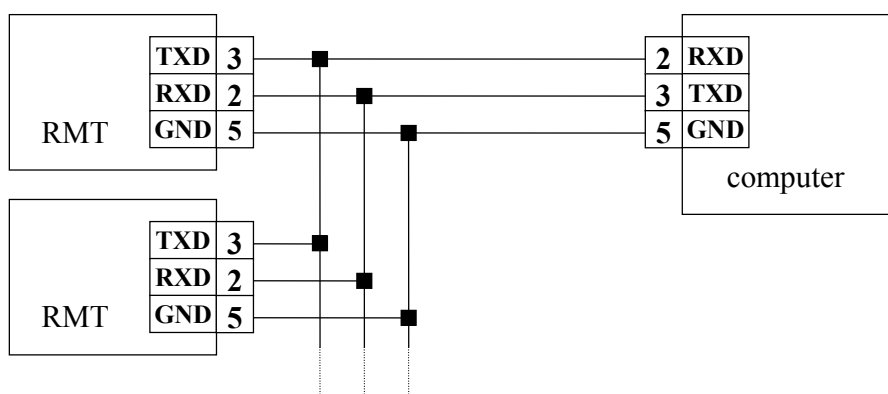 TXD 3
RXD 2
GND 5
RMT
2 RXD
3 TXD
5 GND
computer
TXD 3
RXD 2
GND 5
RMT